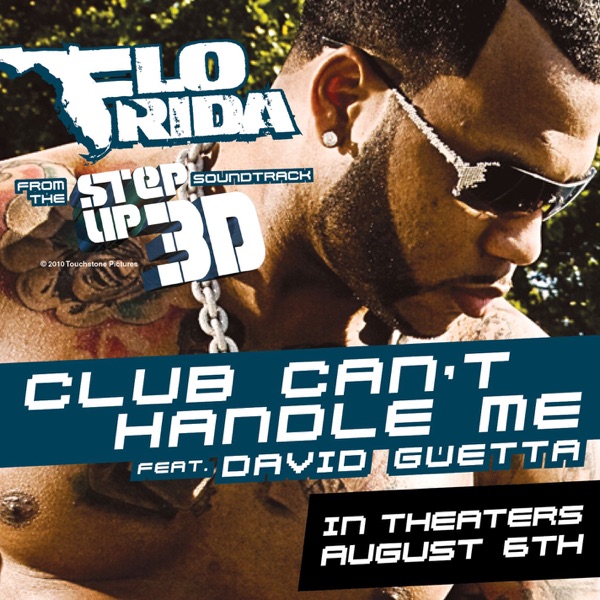 FLO
RIDA
FROM THE
STEP UP 3D
SOUNDTRACK
© 2010 Touchstone Pictures
CLUB CAN'T
HANDLE ME
FEAT. DAVID GUETTA
IN THEATERS
AUGUST 6TH